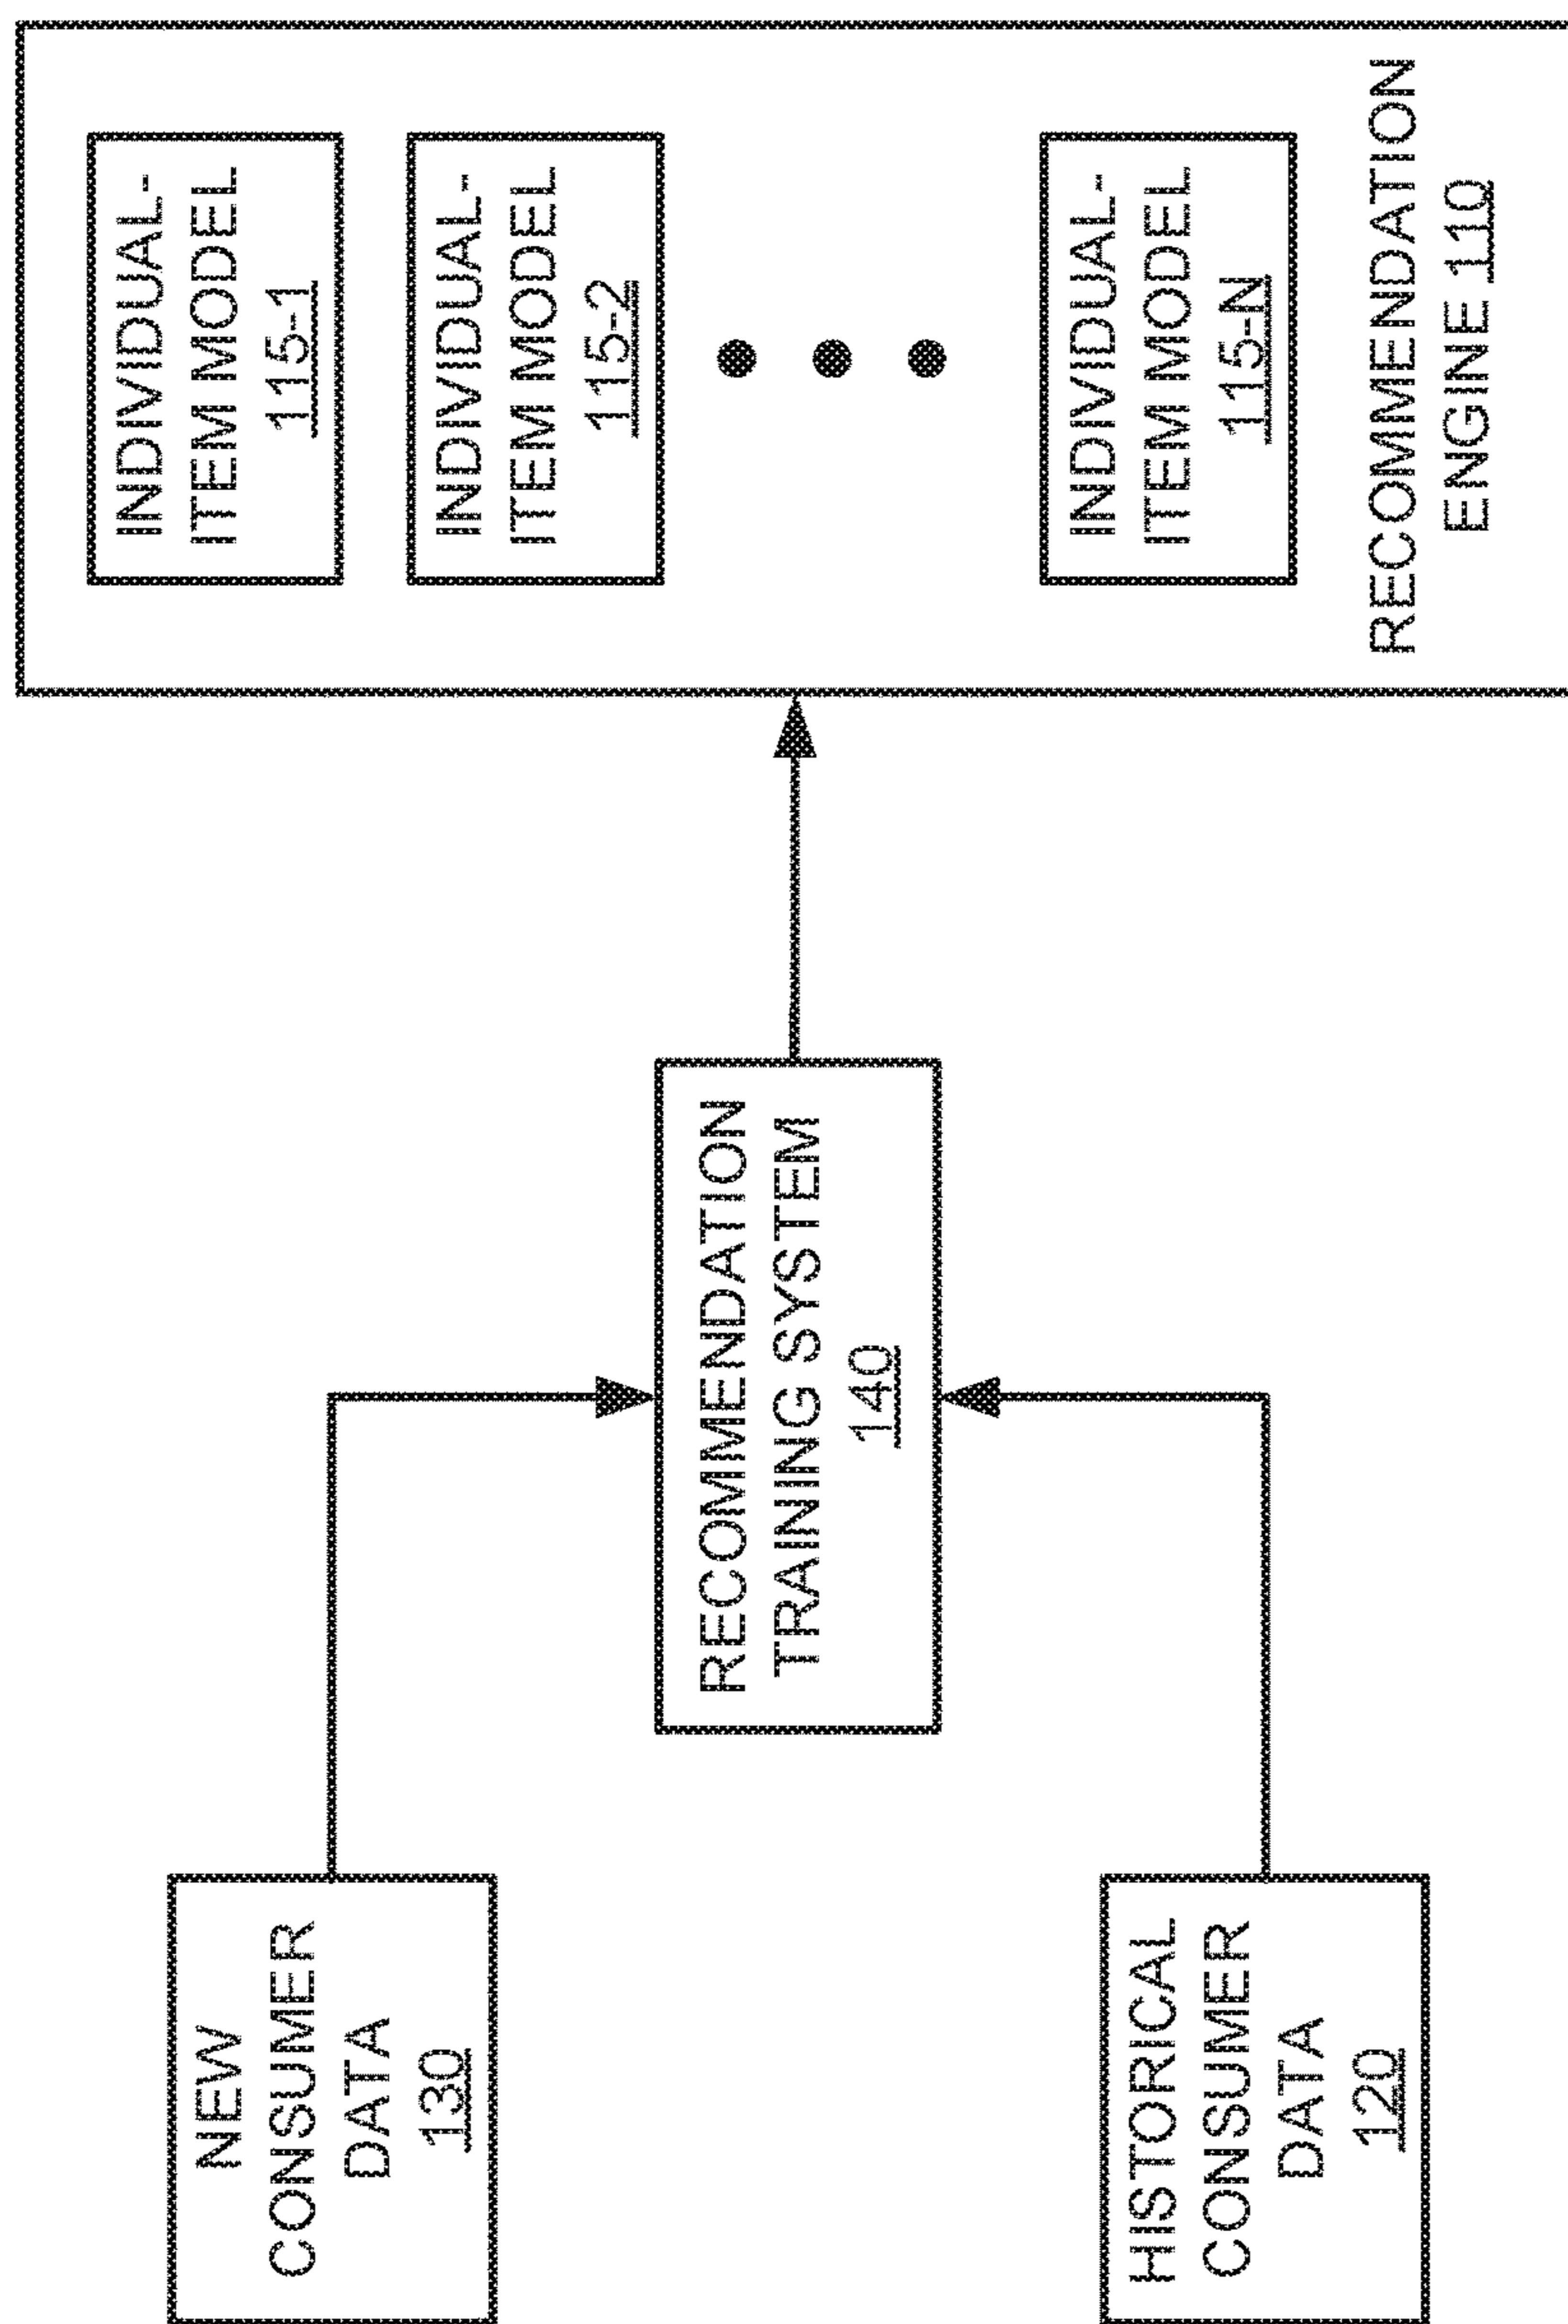 NEW
CONSUMER
DATA
130
HISTORICAL
CONSUMER
DATA
120
RECOMMENDATION
TRAINING SYSTEM
140
INDIVIDUAL-
ITEM MODEL
115-1
INDIVIDUAL-
ITEM MODEL
115-2
INDIVIDUAL-
ITEM MODEL
115-N
RECOMMENDATION
ENGINE 110